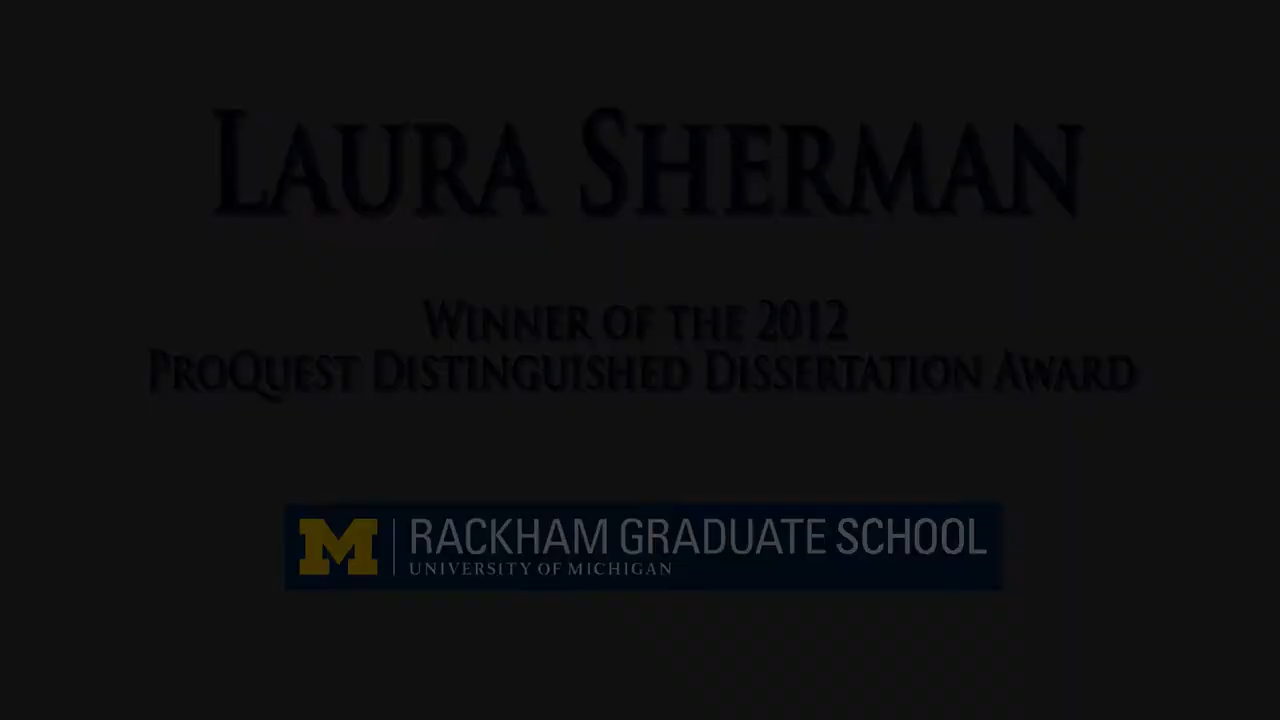 LAURA SHERMAN
WINNER OF THE 2012
PROQUEST DISTINGUISHED DISSERTATION AWARD
M RACKHAM GRADUATE SCHOOL
UNIVERSITY OF MICHIGAN